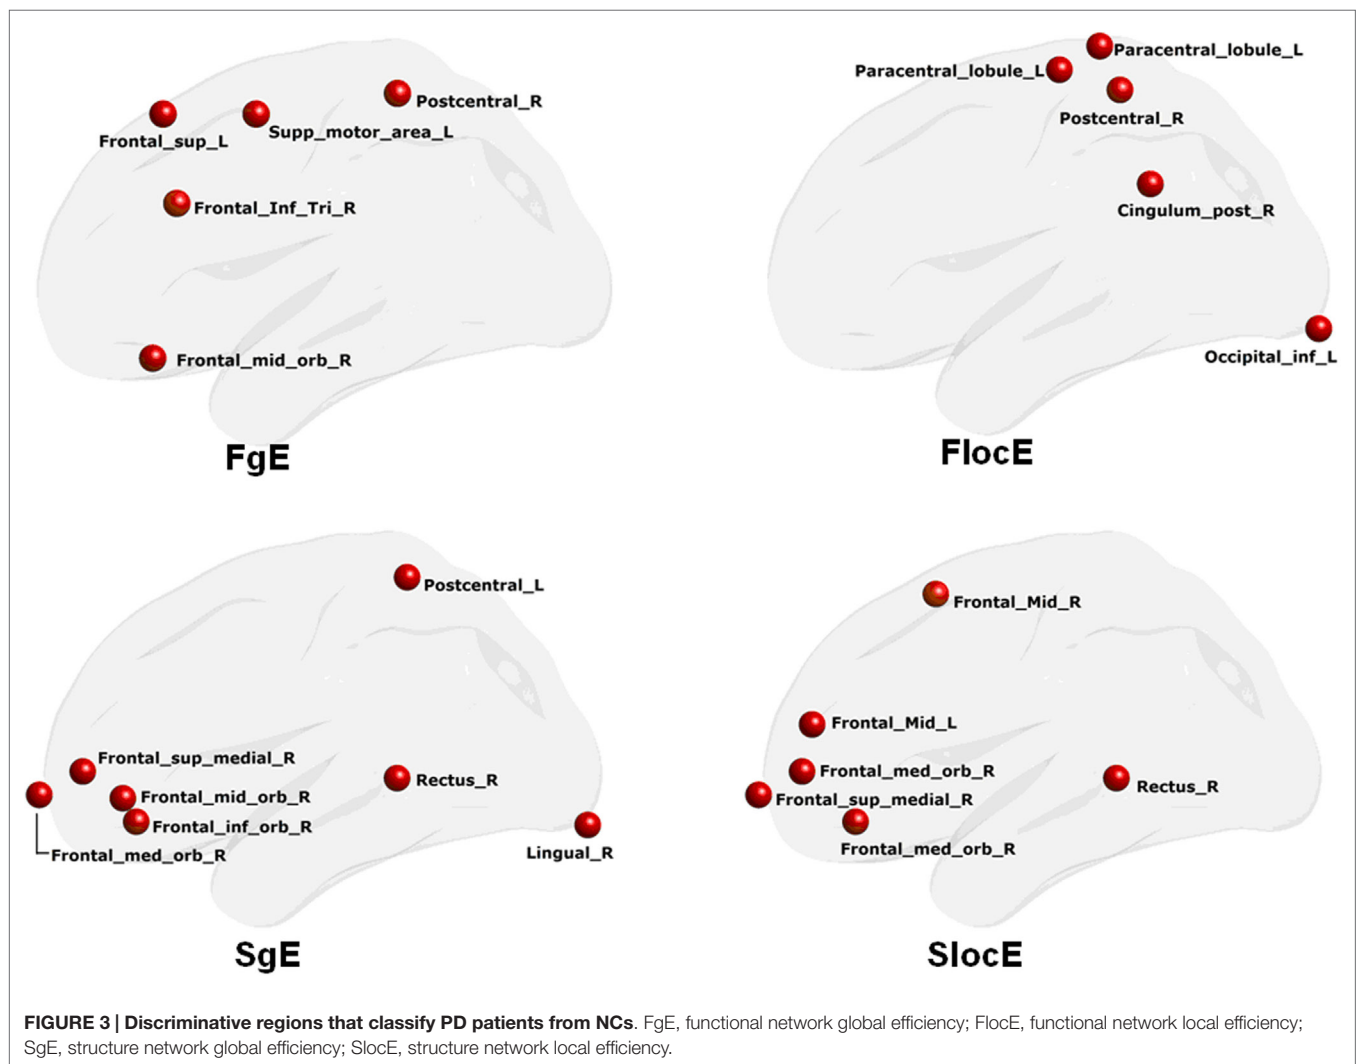 Postcentral_R
Frontal_sup_L
Supp_motor_area_L
Frontal_Inf_Tri_R
Frontal_mid_orb_R
FgE
Paracentral_lobule_L
Paracentral_lobule_L
Postcentral_R
Cingulum_post_R
Occipital_inf_L
FlocE
Postcentral_L
Frontal_sup_medial_R
Rectus_R
Frontal_mid_orb_R
Frontal_inf_orb_R
Frontal_med_orb_R
Lingual_R
SgE
Frontal_Mid_R
Frontal_Mid_L
Frontal_med_orb_R
Rectus_R
Frontal_sup_medial_R
Frontal_med_orb_R
SlocE
FIGURE 3 | Discriminative regions that classify PD patients from NCs. FgE, functional network global efficiency; FlocE, functional network local efficiency;
SgE, structure network global efficiency; SlocE, structure network local efficiency.